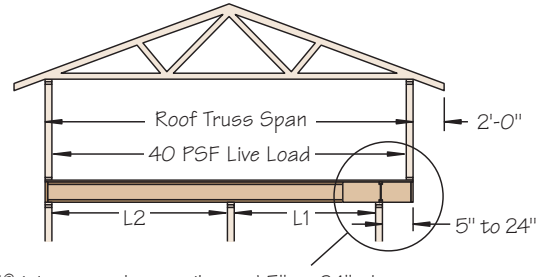 Roof Truss Span
2'-0"
40 PSF Live Load
L2
L1
5" to 24"